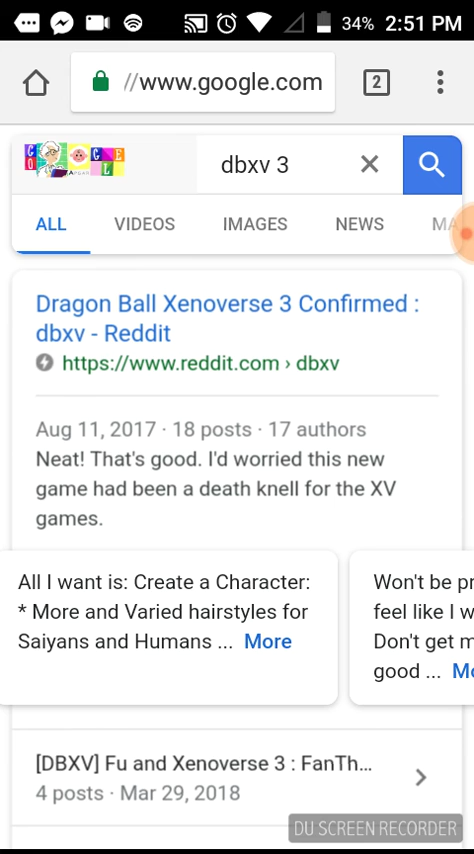 34% 2:51 PM
//www.google.com 2
dbxv 3
ALL VIDEOS IMAGES NEWS MA
Dragon Ball Xenoverse 3 Confirmed :
dbxv - Reddit
https://www.reddit.com › dbxv
Aug 11, 2017 · 18 posts · 17 authors
Neat! That's good. I'd worried this new
game had been a death knell for the XV
games.
All I want is: Create a Character:
* More and Varied hairstyles for
Saiyans and Humans ... More
Won't be pr
feel like I w
Don't get m
good ... Mo
[DBXV] Fu and Xenoverse 3 : FanTh...
4 posts · Mar 29, 2018
DU SCREEN RECORDER